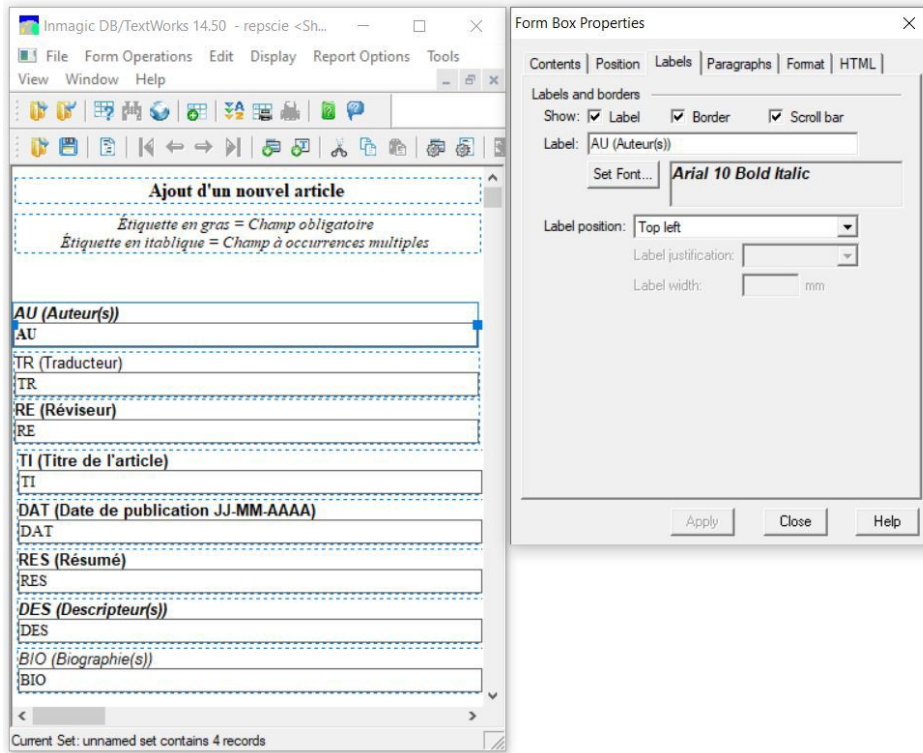 Inmagic DB/TextWorks 14.50 - repscie <Sh...
File Form Operations Edit Display Report Options Tools
View Window Help
Ajout d'un nouvel article
Étiquette en gras = Champ obligatoire
Étiquette en itablique = Champ à occurrences multiples
AU (Auteur(s))
AU
TR (Traducteur)
TR
RE (Réviseur)
RE
TI (Titre de l'article)
TI
DAT (Date de publication JJ-MM-AAAA)
DAT
RES (Résumé)
RES
DES (Descripteur(s))
DES
BIO (Biographie(s))
BIO
Current Set: unnamed set contains 4 records
Form Box Properties
Contents Position Labels Paragraphs Format HTML
Labels and borders
Show: Label Border Scroll bar
Label: AU (Auteur(s))
Set Font... Arial 10 Bold Italic
Label position: Top left
Label justification:
Label width: mm
Apply Close Help